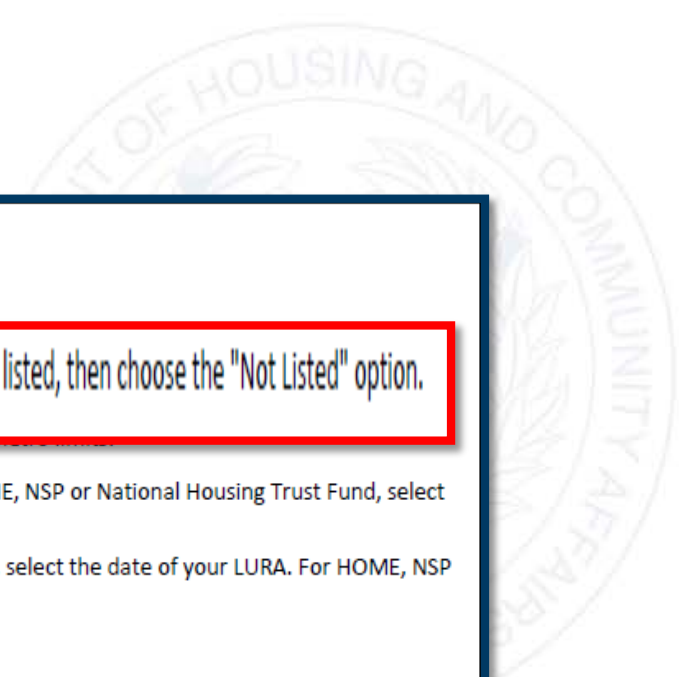 T OF HOUSING AND COMMUNITY AFFAIRS
listed, then choose the "Not Listed" option.
E, NSP or National Housing Trust Fund, select
select the date of your LURA. For HOME, NSP